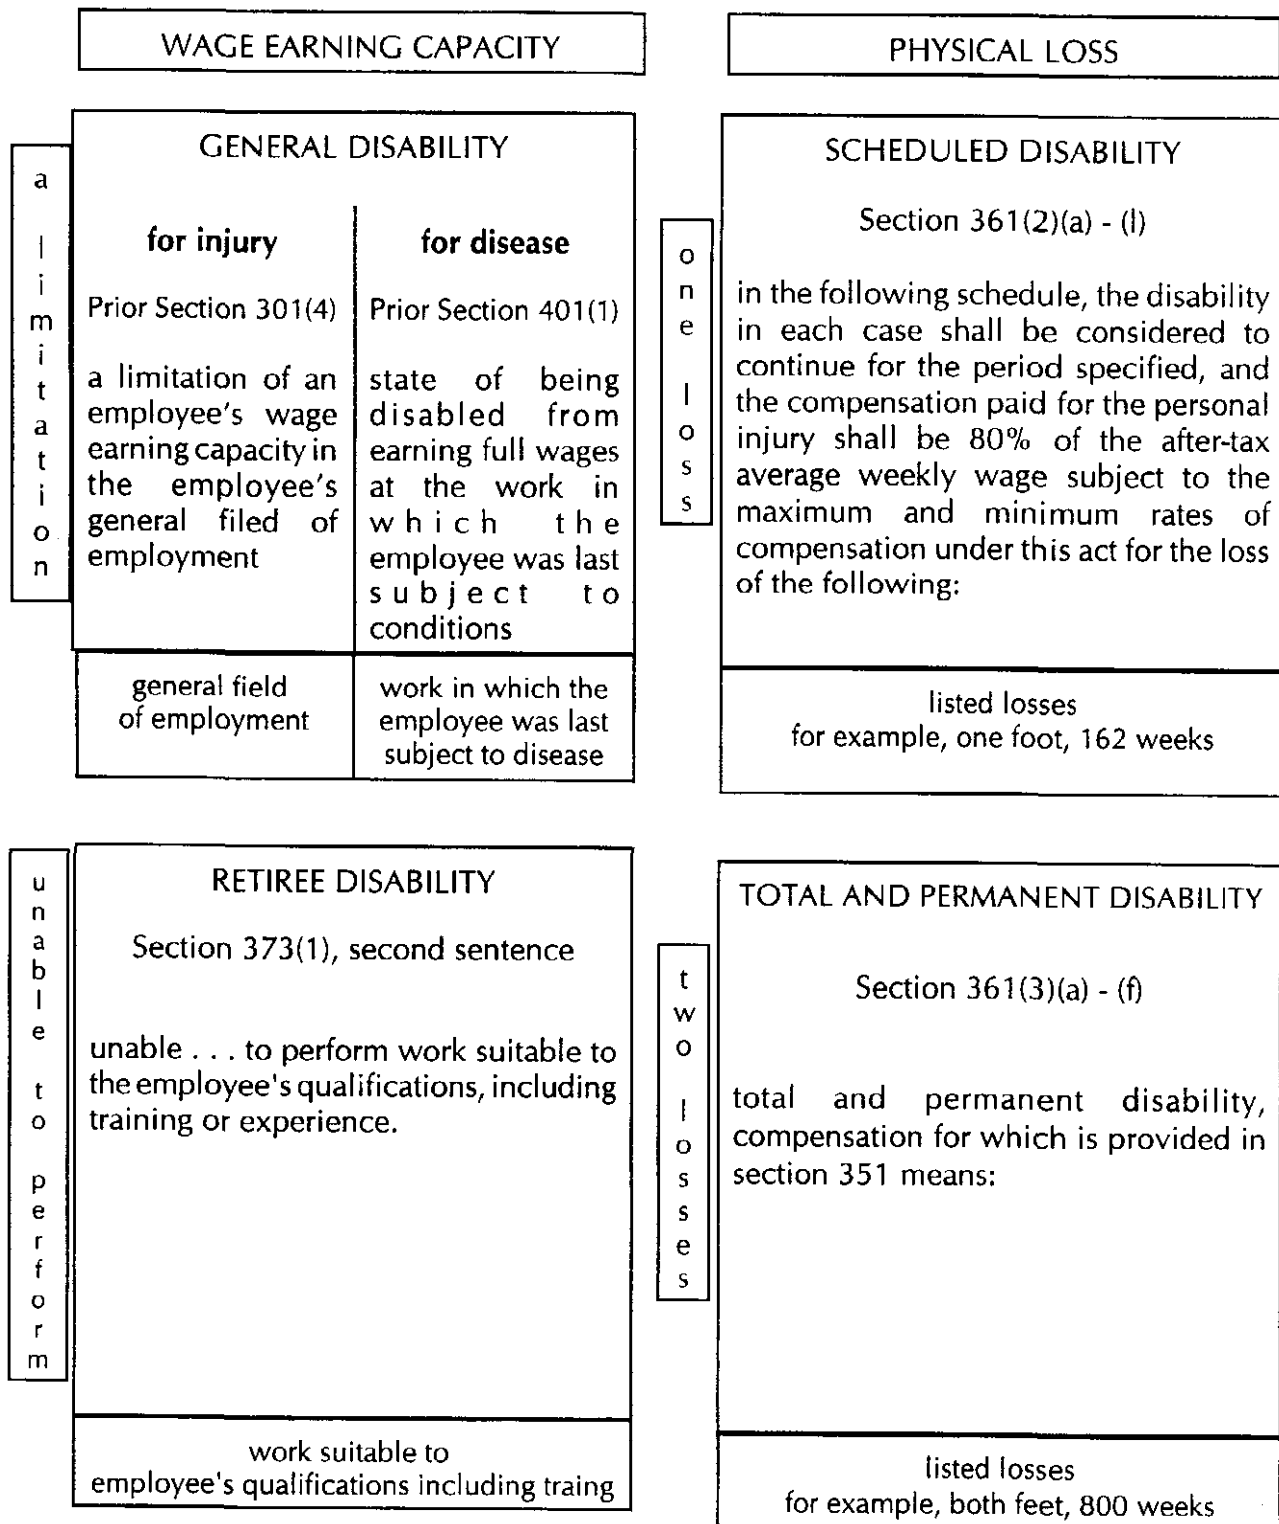 WAGE EARNING CAPACITY
PHYSICAL LOSS
a limitation
GENERAL DISABILITY
for injury
Prior Section 301(4)
a limitation of an
employee's wage
earning capacity in
the employee's
general filed of
employment
for disease
Prior Section 401(1)
state of being
disabled from
earning full wages
at the work in
which the
employee was last
subject to
conditions
general field
of employment
work in which the
employee was last
subject to disease
one loss
SCHEDULED DISABILITY
Section 361(2)(a) - (l)
in the following schedule, the disability
in each case shall be considered to
continue for the period specified, and
the compensation paid for the personal
injury shall be 80% of the after-tax
average weekly wage subject to the
maximum and minimum rates of
compensation under this act for the loss
of the following:
listed losses
for example, one foot, 162 weeks
unable to perform
RETIREE DISABILITY
Section 373(1), second sentence
unable . . . to perform work suitable to
the employee's qualifications, including
training or experience.
work suitable to
employee's qualifications including traing
two losses
TOTAL AND PERMANENT DISABILITY
Section 361(3)(a) - (f)
total and permanent disability,
compensation for which is provided in
section 351 means:
listed losses
for example, both feet, 800 weeks